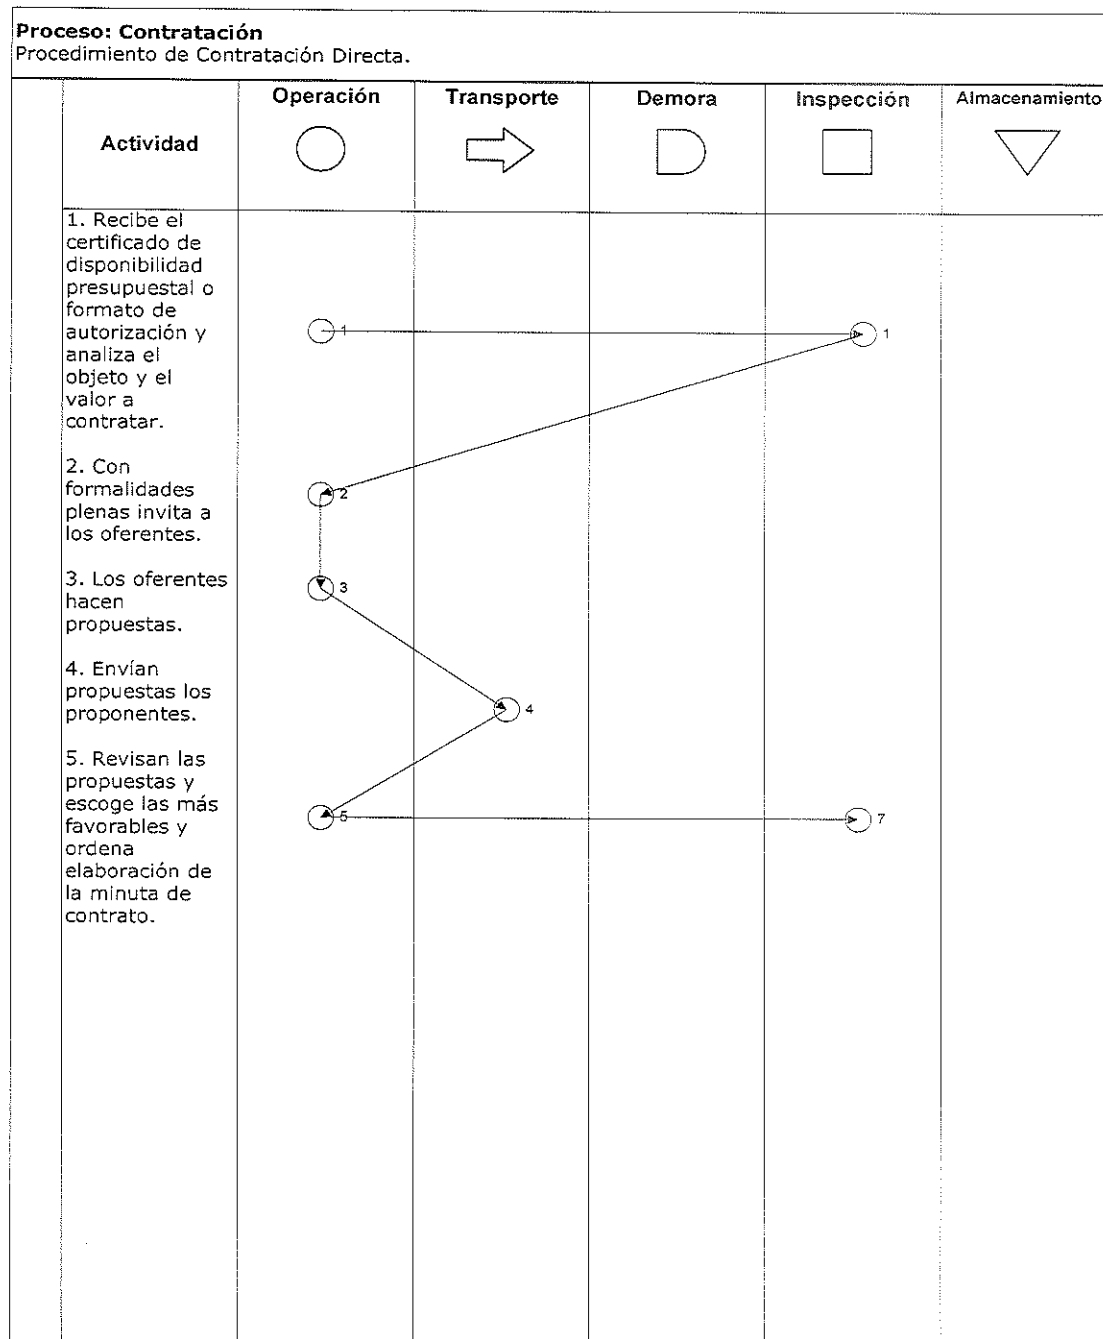 Proceso: Contratación
Procedimiento de Contratación Directa.
Actividad
Operación
Transporte
Demora
Inspección
Almacenamiento
1. Recibe el
certificado de
disponibilidad
presupuestal o
formato de
autorización y
analiza el
objeto y el
valor a
contratar.
1
1
2. Con
formalidades
plenas invita a
los oferentes.
2
3. Los oferentes
hacen
propuestas.
3
4. Envían
propuestas los
proponentes.
4
5. Revisan las
propuestas y
escoge las más
favorables y
ordena
elaboración de
la minuta de
contrato.
5
7